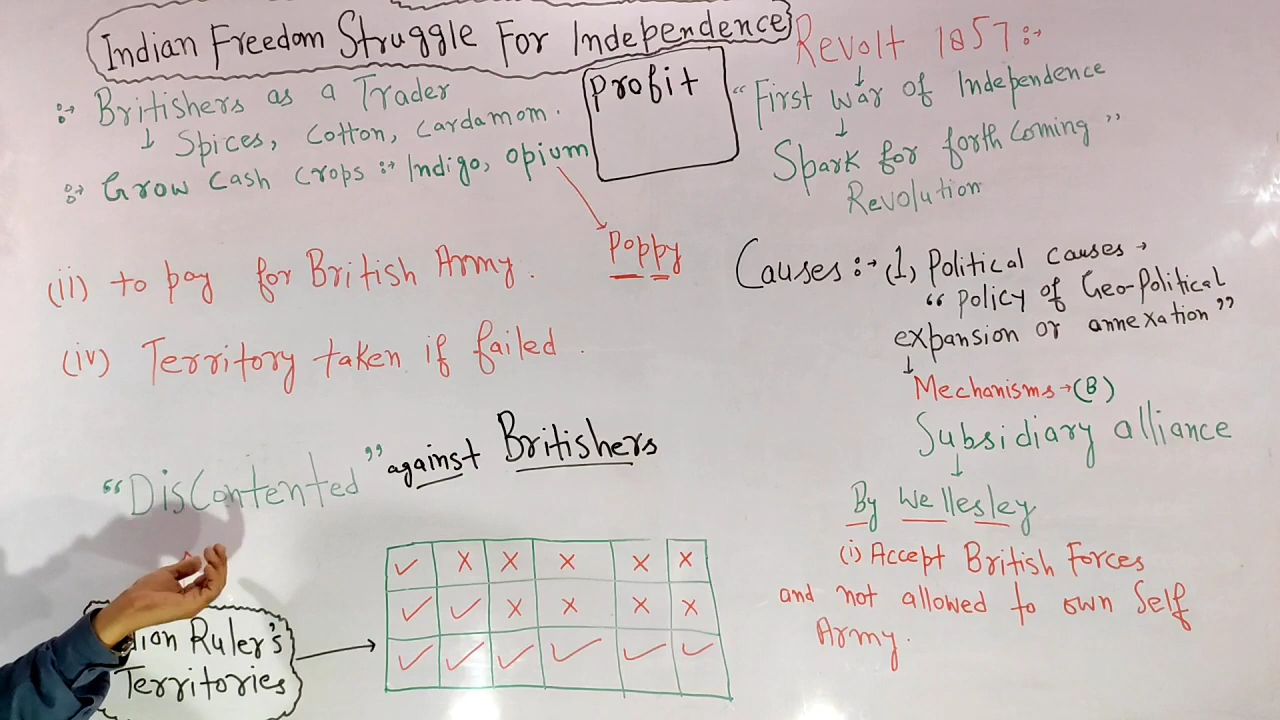 Indian Freedom Struggle For Independence
Britishers as a Trader
↓ Spices, Cotton, Cardamom.
Grow Cash Crops :→ Indigo, Opium
Profit
Poppy
(iii) to pay for British Army.
(iv) Territory taken if failed.
"Discontented" against Britishers
Ruler's
Territories
✓ × × × × ×
✓ ✓ × × × ×
✓ ✓ ✓ ✓ ✓ ✓
Revolt 1857:→
"First war of Independence
↓
Spark for forth coming"
Revolution
Causes:→ (1) Political causes →
"policy of Geo-Political
expansion or annexation"
↓
Mechanisms→(B)
Subsidiary alliance
↓
By Wellesley
(i) Accept British Forces
and not allowed to own Self
Army.